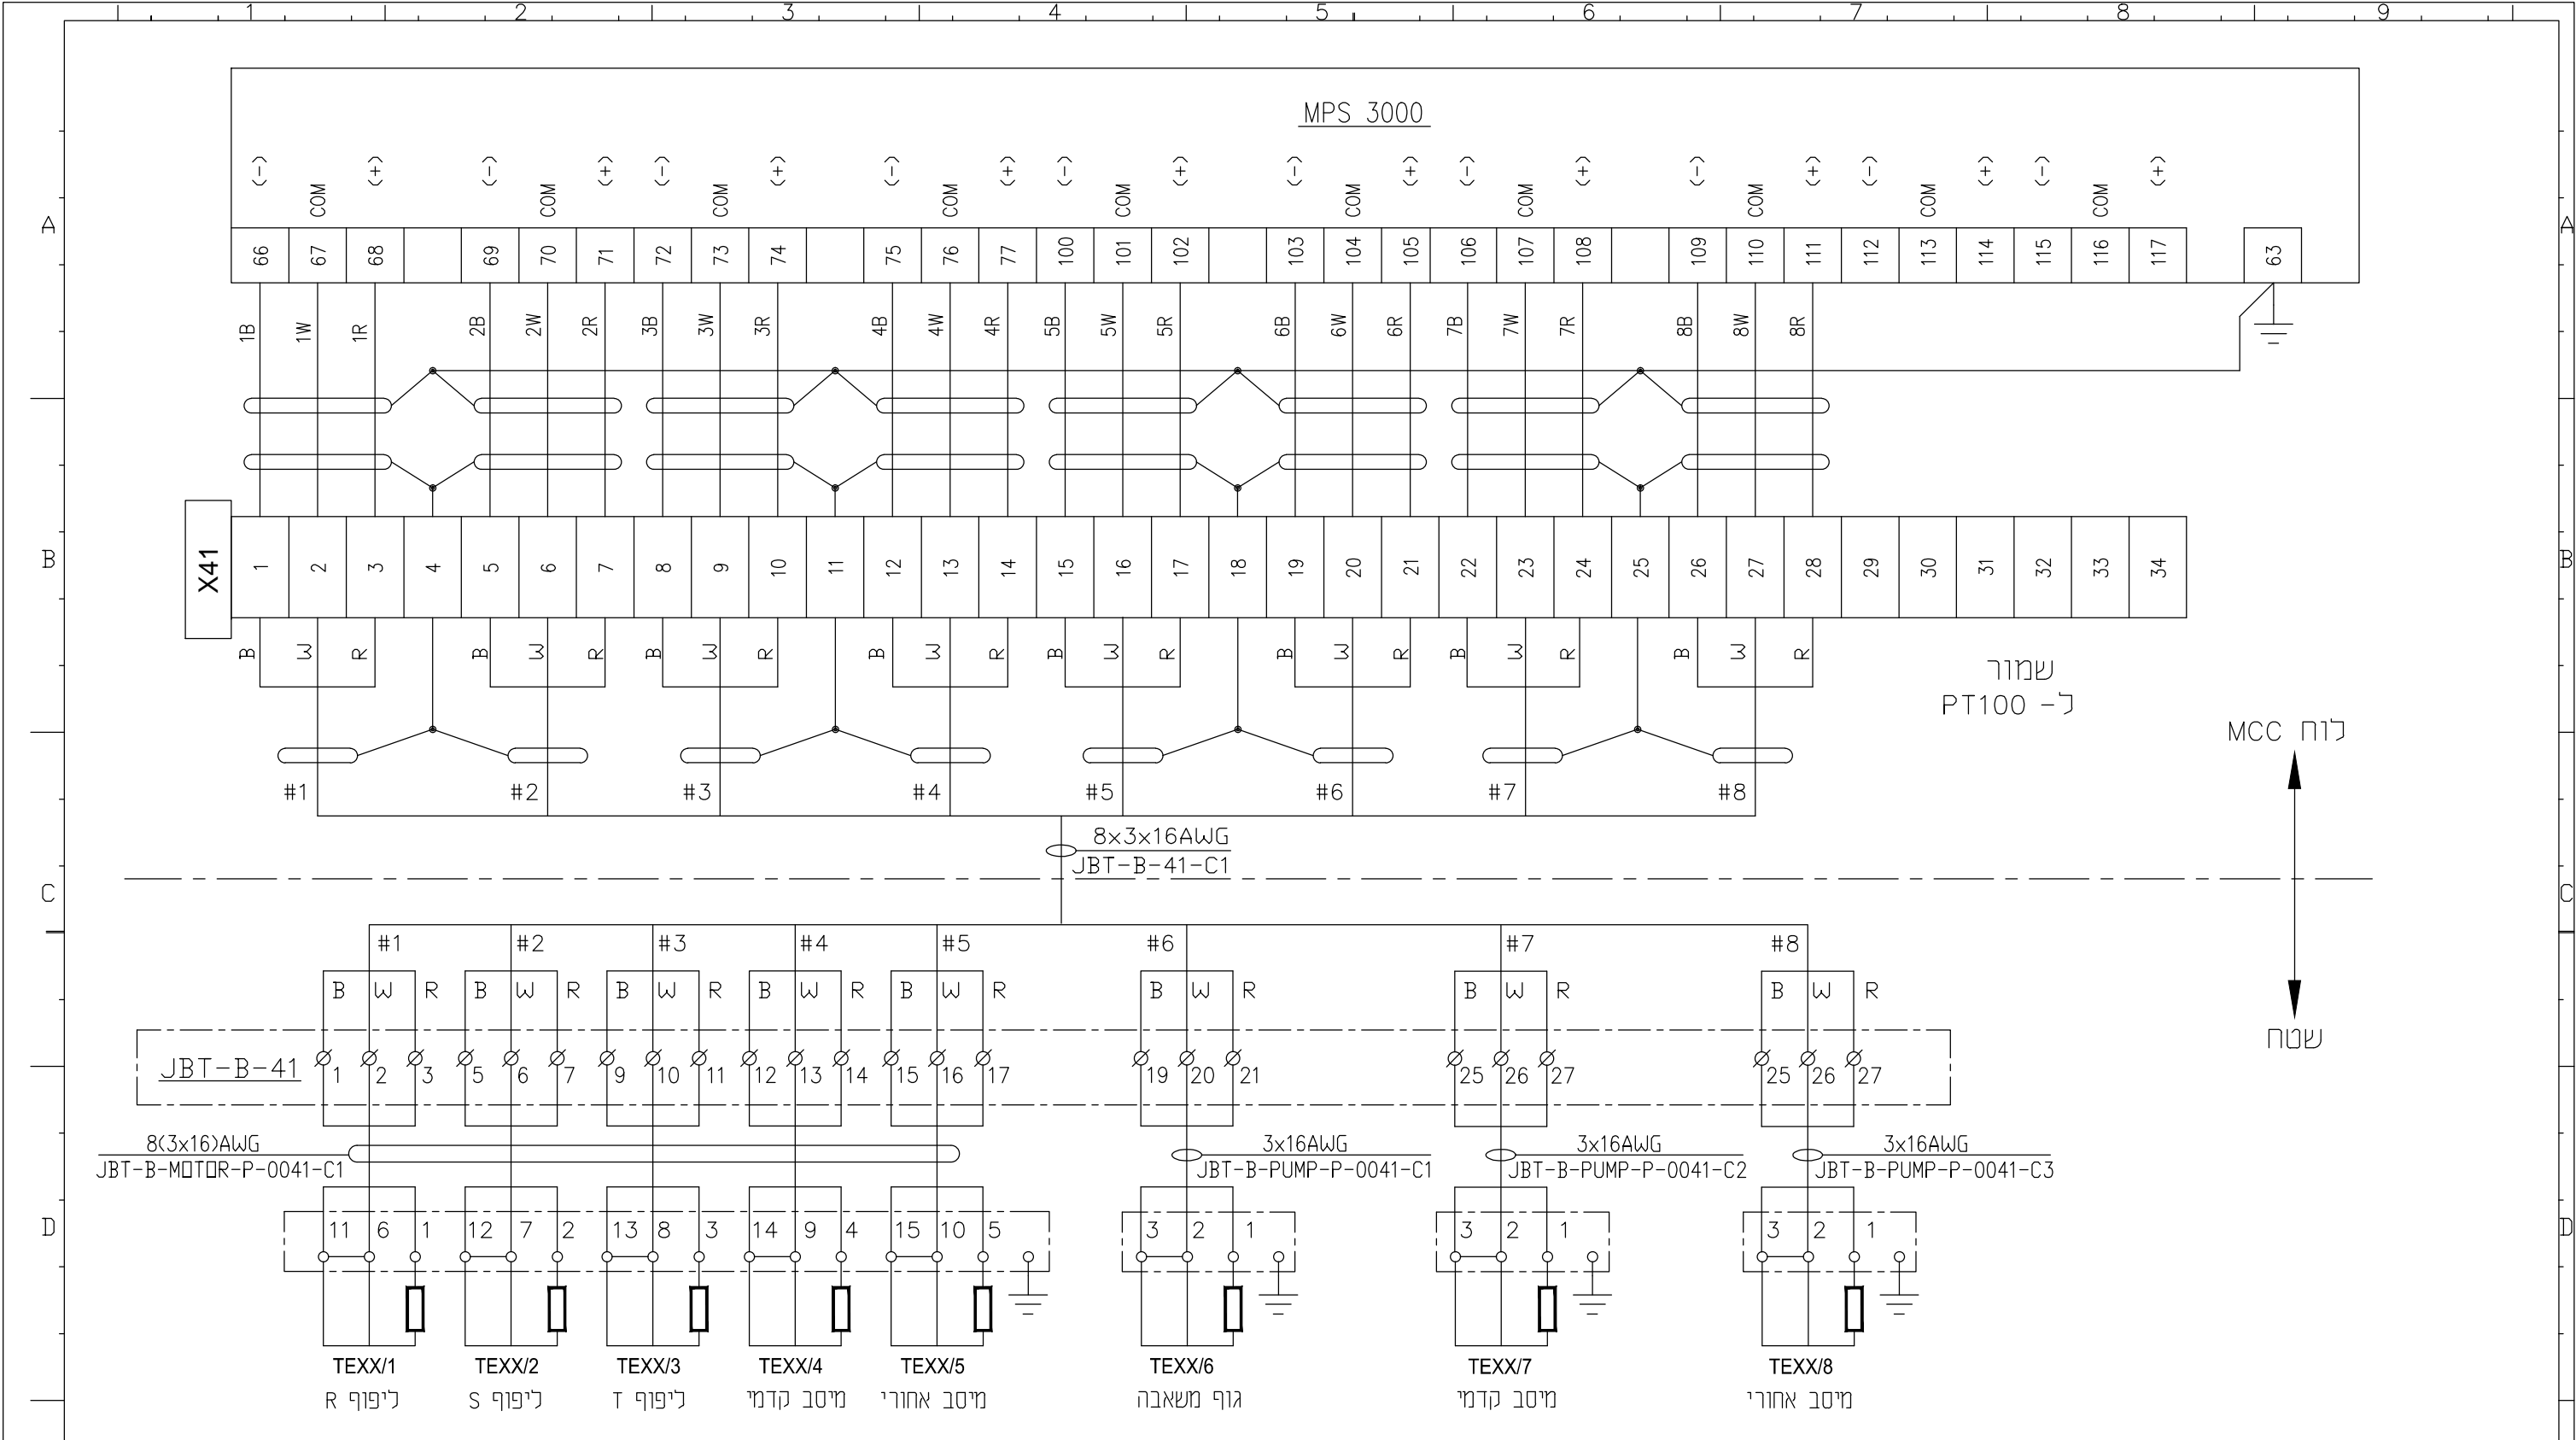 1 2 3 4 5 6 7 8 9
MPS 3000
(-) COM (+) (-) COM (+) (-) COM (+) (-) COM (+) (-) COM (+) (-) COM (+) (-) COM (+) (-) COM (+) (-) COM (+) (-) COM (+)
A A
66 67 68 69 70 71 72 73 74 75 76 77 100 101 102 103 104 105 106 107 108 109 110 111 112 113 114 115 116 117 63
1B 1W 1R 2B 2W 2R 3B 3W 3R 4B 4W 4R 5B 5W 5R 6B 6W 6R 7B 7W 7R 8B 8W 8R
B B
X41 1 2 3 4 5 6 7 8 9 10 11 12 13 14 15 16 17 18 19 20 21 22 23 24 25 26 27 28 29 30 31 32 33 34
B W R B W R B W R B W R B W R B W R B W R B W R
שמור
ל- PT100
לוח MCC
#1 #2 #3 #4 #5 #6 #7 #8
8x3x16AWG
JBT-B-41-C1
C C
#1 #2 #3 #4 #5 #6 #7 #8
B W R B W R B W R B W R B W R B W R B W R B W R
שטח
JBT-B-41 1 2 3 5 6 7 9 10 11 12 13 14 15 16 17 19 20 21 25 26 27 25 26 27
8(3x16)AWG
JBT-B-MOTOR-P-0041-C1
3x16AWG
JBT-B-PUMP-P-0041-C1
3x16AWG
JBT-B-PUMP-P-0041-C2
3x16AWG
JBT-B-PUMP-P-0041-C3
D D
11 6 1 12 7 2 13 8 3 14 9 4 15 10 5 3 2 1 3 2 1 3 2 1
TEXX/1 TEXX/2 TEXX/3 TEXX/4 TEXX/5 TEXX/6 TEXX/7 TEXX/8
ליפוף R
ליפוף S
ליפוף T
מיסב קדמי
מיסב אחורי
גוף משאבה
מיסב קדמי
מיסב אחורי